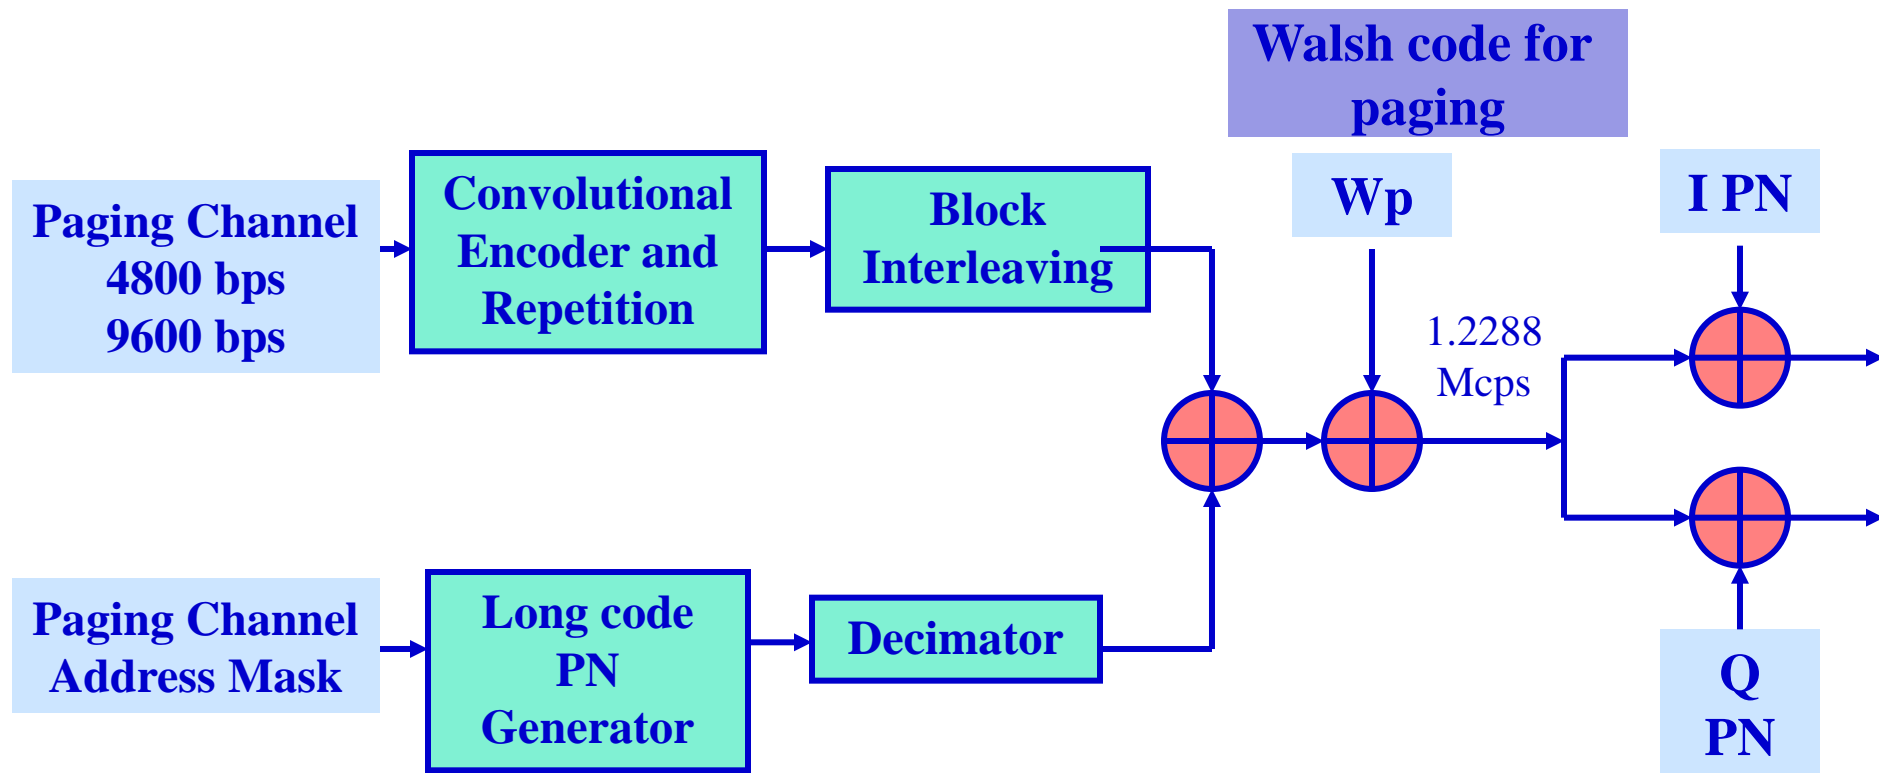 Walsh code for
paging
Paging Channel
4800 bps
9600 bps
Convolutional
Encoder and
Repetition
Block
Interleaving
Wp
I PN
1.2288
Mcps
Paging Channel
Address Mask
Long code
PN
Generator
Decimator
Q
PN